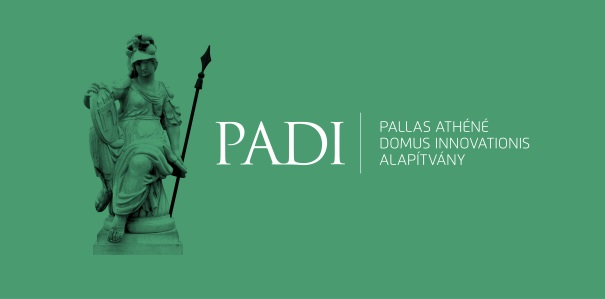 PADI
PALLAS ATHÉNÉ
DOMUS INNOVATIONIS
ALAPÍTVÁNY